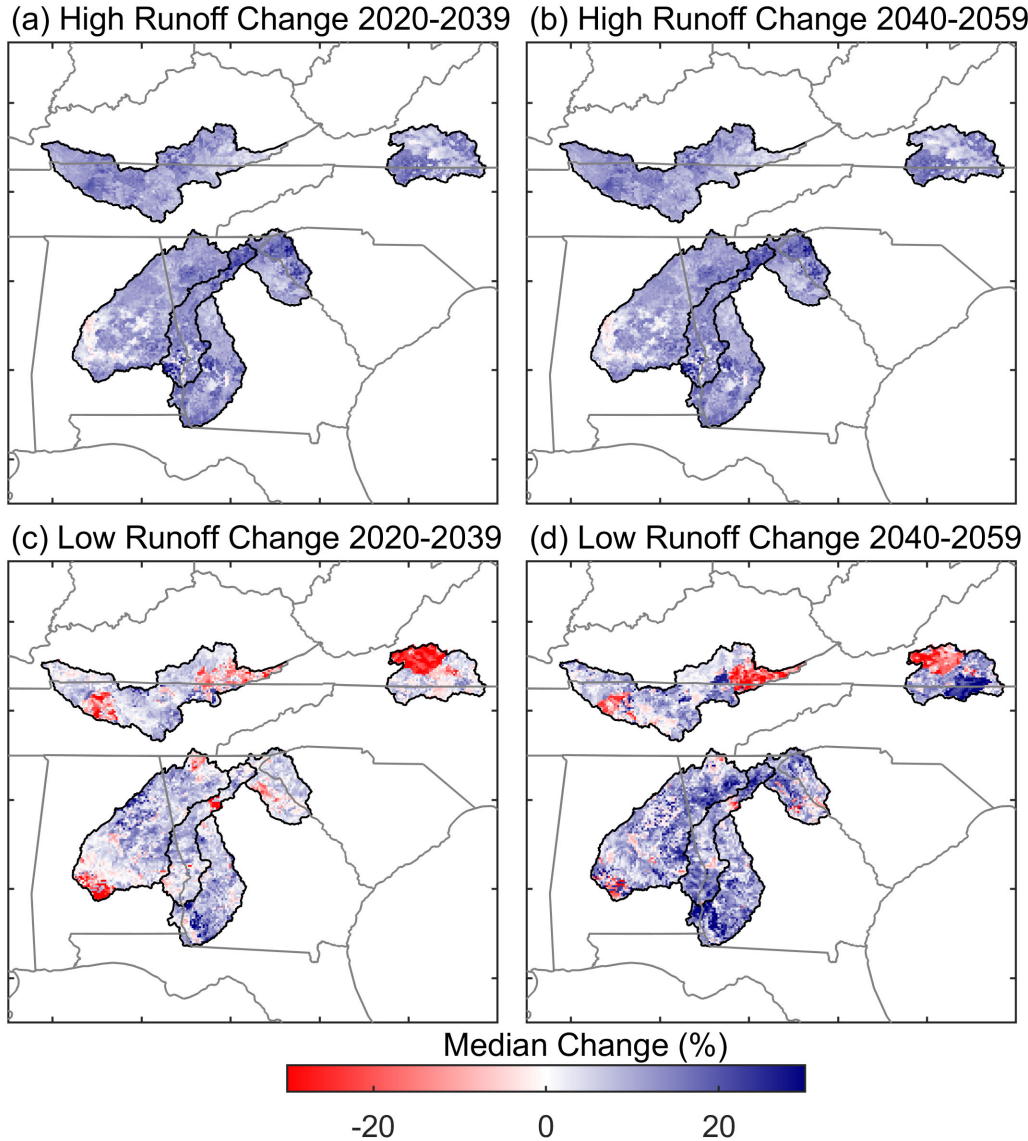 (a) High Runoff Change 2020-2039
(b) High Runoff Change 2040-2059
(c) Low Runoff Change 2020-2039
(d) Low Runoff Change 2040-2059
Median Change (%)
-20 0 20